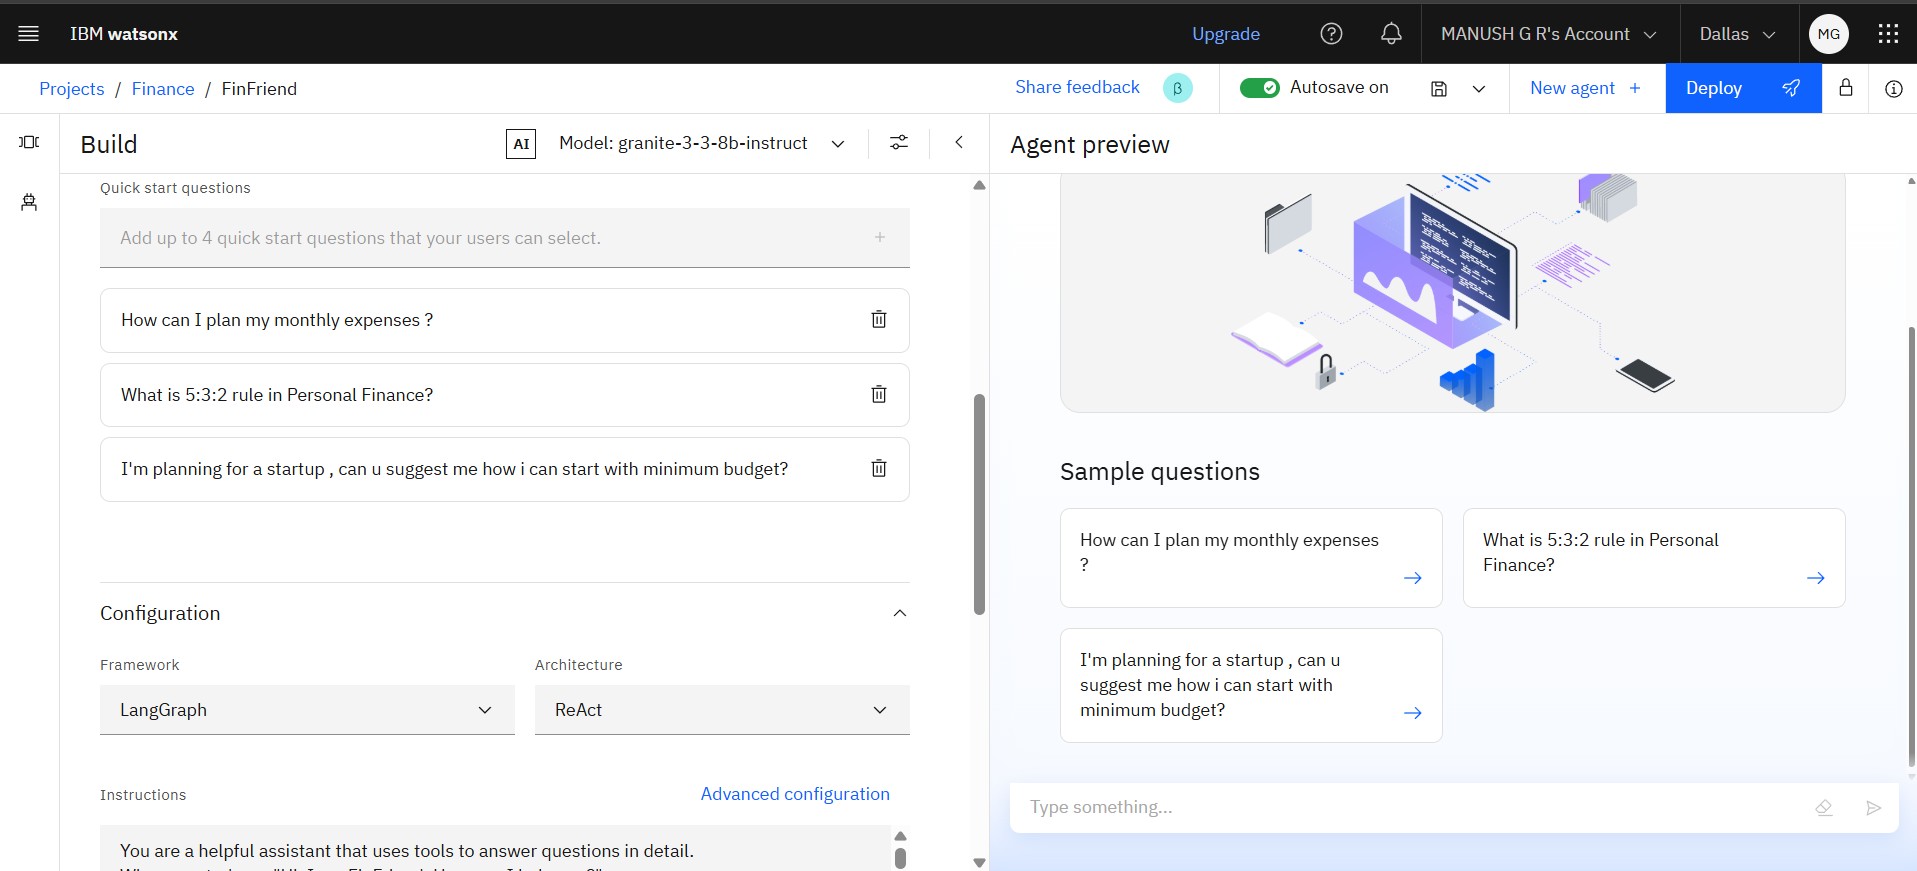 IBM watsonx
Upgrade
MANUSH G R's Account
Dallas
MG
Projects / Finance / FinFriend
Share feedback
β
Autosave on
New agent +
Deploy
Build
AI
Model: granite-3-3-8b-instruct
Agent preview
Quick start questions
Add up to 4 quick start questions that your users can select.
How can I plan my monthly expenses ?
What is 5:3:2 rule in Personal Finance?
I'm planning for a startup , can u suggest me how i can start with minimum budget?
Configuration
Framework
Architecture
LangGraph
ReAct
Instructions
Advanced configuration
You are a helpful assistant that uses tools to answer questions in detail.
Sample questions
How can I plan my monthly expenses
?
What is 5:3:2 rule in Personal
Finance?
I'm planning for a startup , can u
suggest me how i can start with
minimum budget?
Type something...